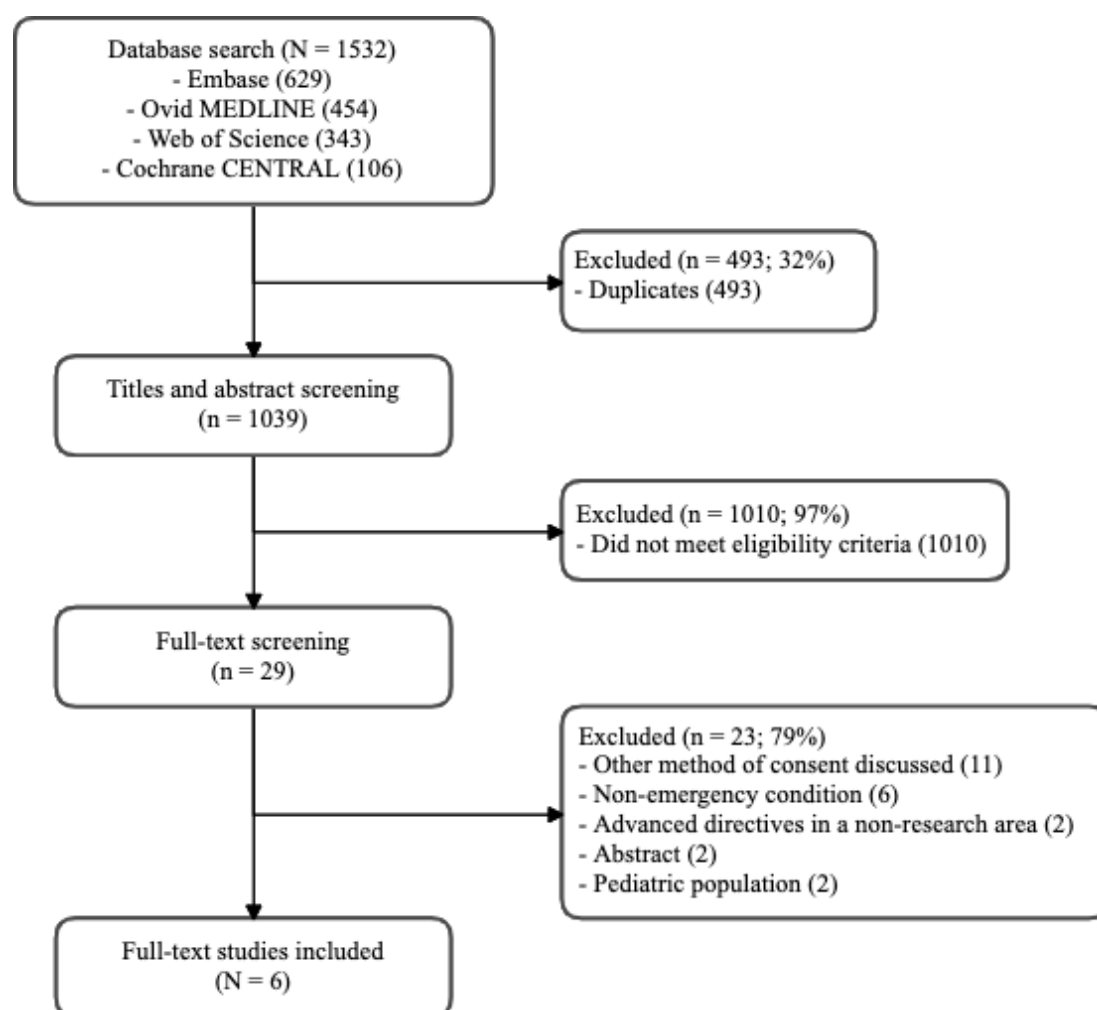 Database search (N = 1532)
- Embase (629)
- Ovid MEDLINE (454)
- Web of Science (343)
- Cochrane CENTRAL (106)
Excluded (n = 493; 32%)
- Duplicates (493)
Titles and abstract screening
(n = 1039)
Excluded (n = 1010; 97%)
- Did not meet eligibility criteria (1010)
Full-text screening
(n = 29)
Excluded (n = 23; 79%)
- Other method of consent discussed (11)
- Non-emergency condition (6)
- Advanced directives in a non-research area (2)
- Abstract (2)
- Pediatric population (2)
Full-text studies included
(N = 6)